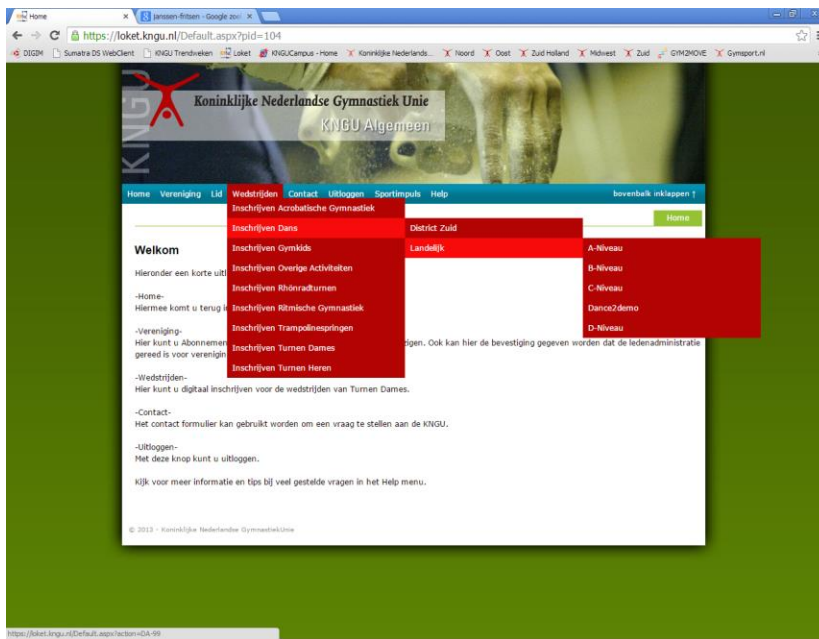 Home
Janssen-fritsen - Google zoe
https://loket.kngu.nl/Default.aspx?pid=104
DIGIM Sumatra DS WebClient KNGU Trendweken Loket KNGUCampus - Home Koninklijke Nederlands... Noord Oost Zuid Holland Midwest Zuid GYM2MOVE Gymsport.nl
KNGU
Koninklijke Nederlandse Gymnastiek Unie
KNGU Algemeen
Home Vereniging Lid Wedstrijden Contact Uitloggen Sportimpuls Help bovenbalk inklappen ↑
Inschrijven Acrobatische Gymnastiek
Home
Inschrijven Dans District Zuid
Welkom Inschrijven Gymkids Landelijk A-Niveau
Hieronder een korte uitl Inschrijven Overige Activiteiten B-Niveau
-Home- Inschrijven Rhönradturnen C-Niveau
Hiermee komt u terug i Inschrijven Ritmische Gymnastiek Dance2demo
-Vereniging- Inschrijven Trampolinespringen D-Niveau
Hier kunt u Abonnemen zigen. Ook kan hier de bevestiging gegeven worden dat de ledenadministratie
gereed is voor verenigin Inschrijven Turnen Dames
-Wedstrijden- Inschrijven Turnen Heren
Hier kunt u digitaal inschrijven voor de wedstrijden van Turnen Dames.
-Contact-
Het contact formulier kan gebruikt worden om een vraag te stellen aan de KNGU.
-Uitloggen-
Met deze knop kunt u uitloggen.
Kijk voor meer informatie en tips bij veel gestelde vragen in het Help menu.
© 2013 - Koninklijke Nederlandse GymnastiekUnie
https://loket.kngu.nl/Default.aspx?action=DA-99